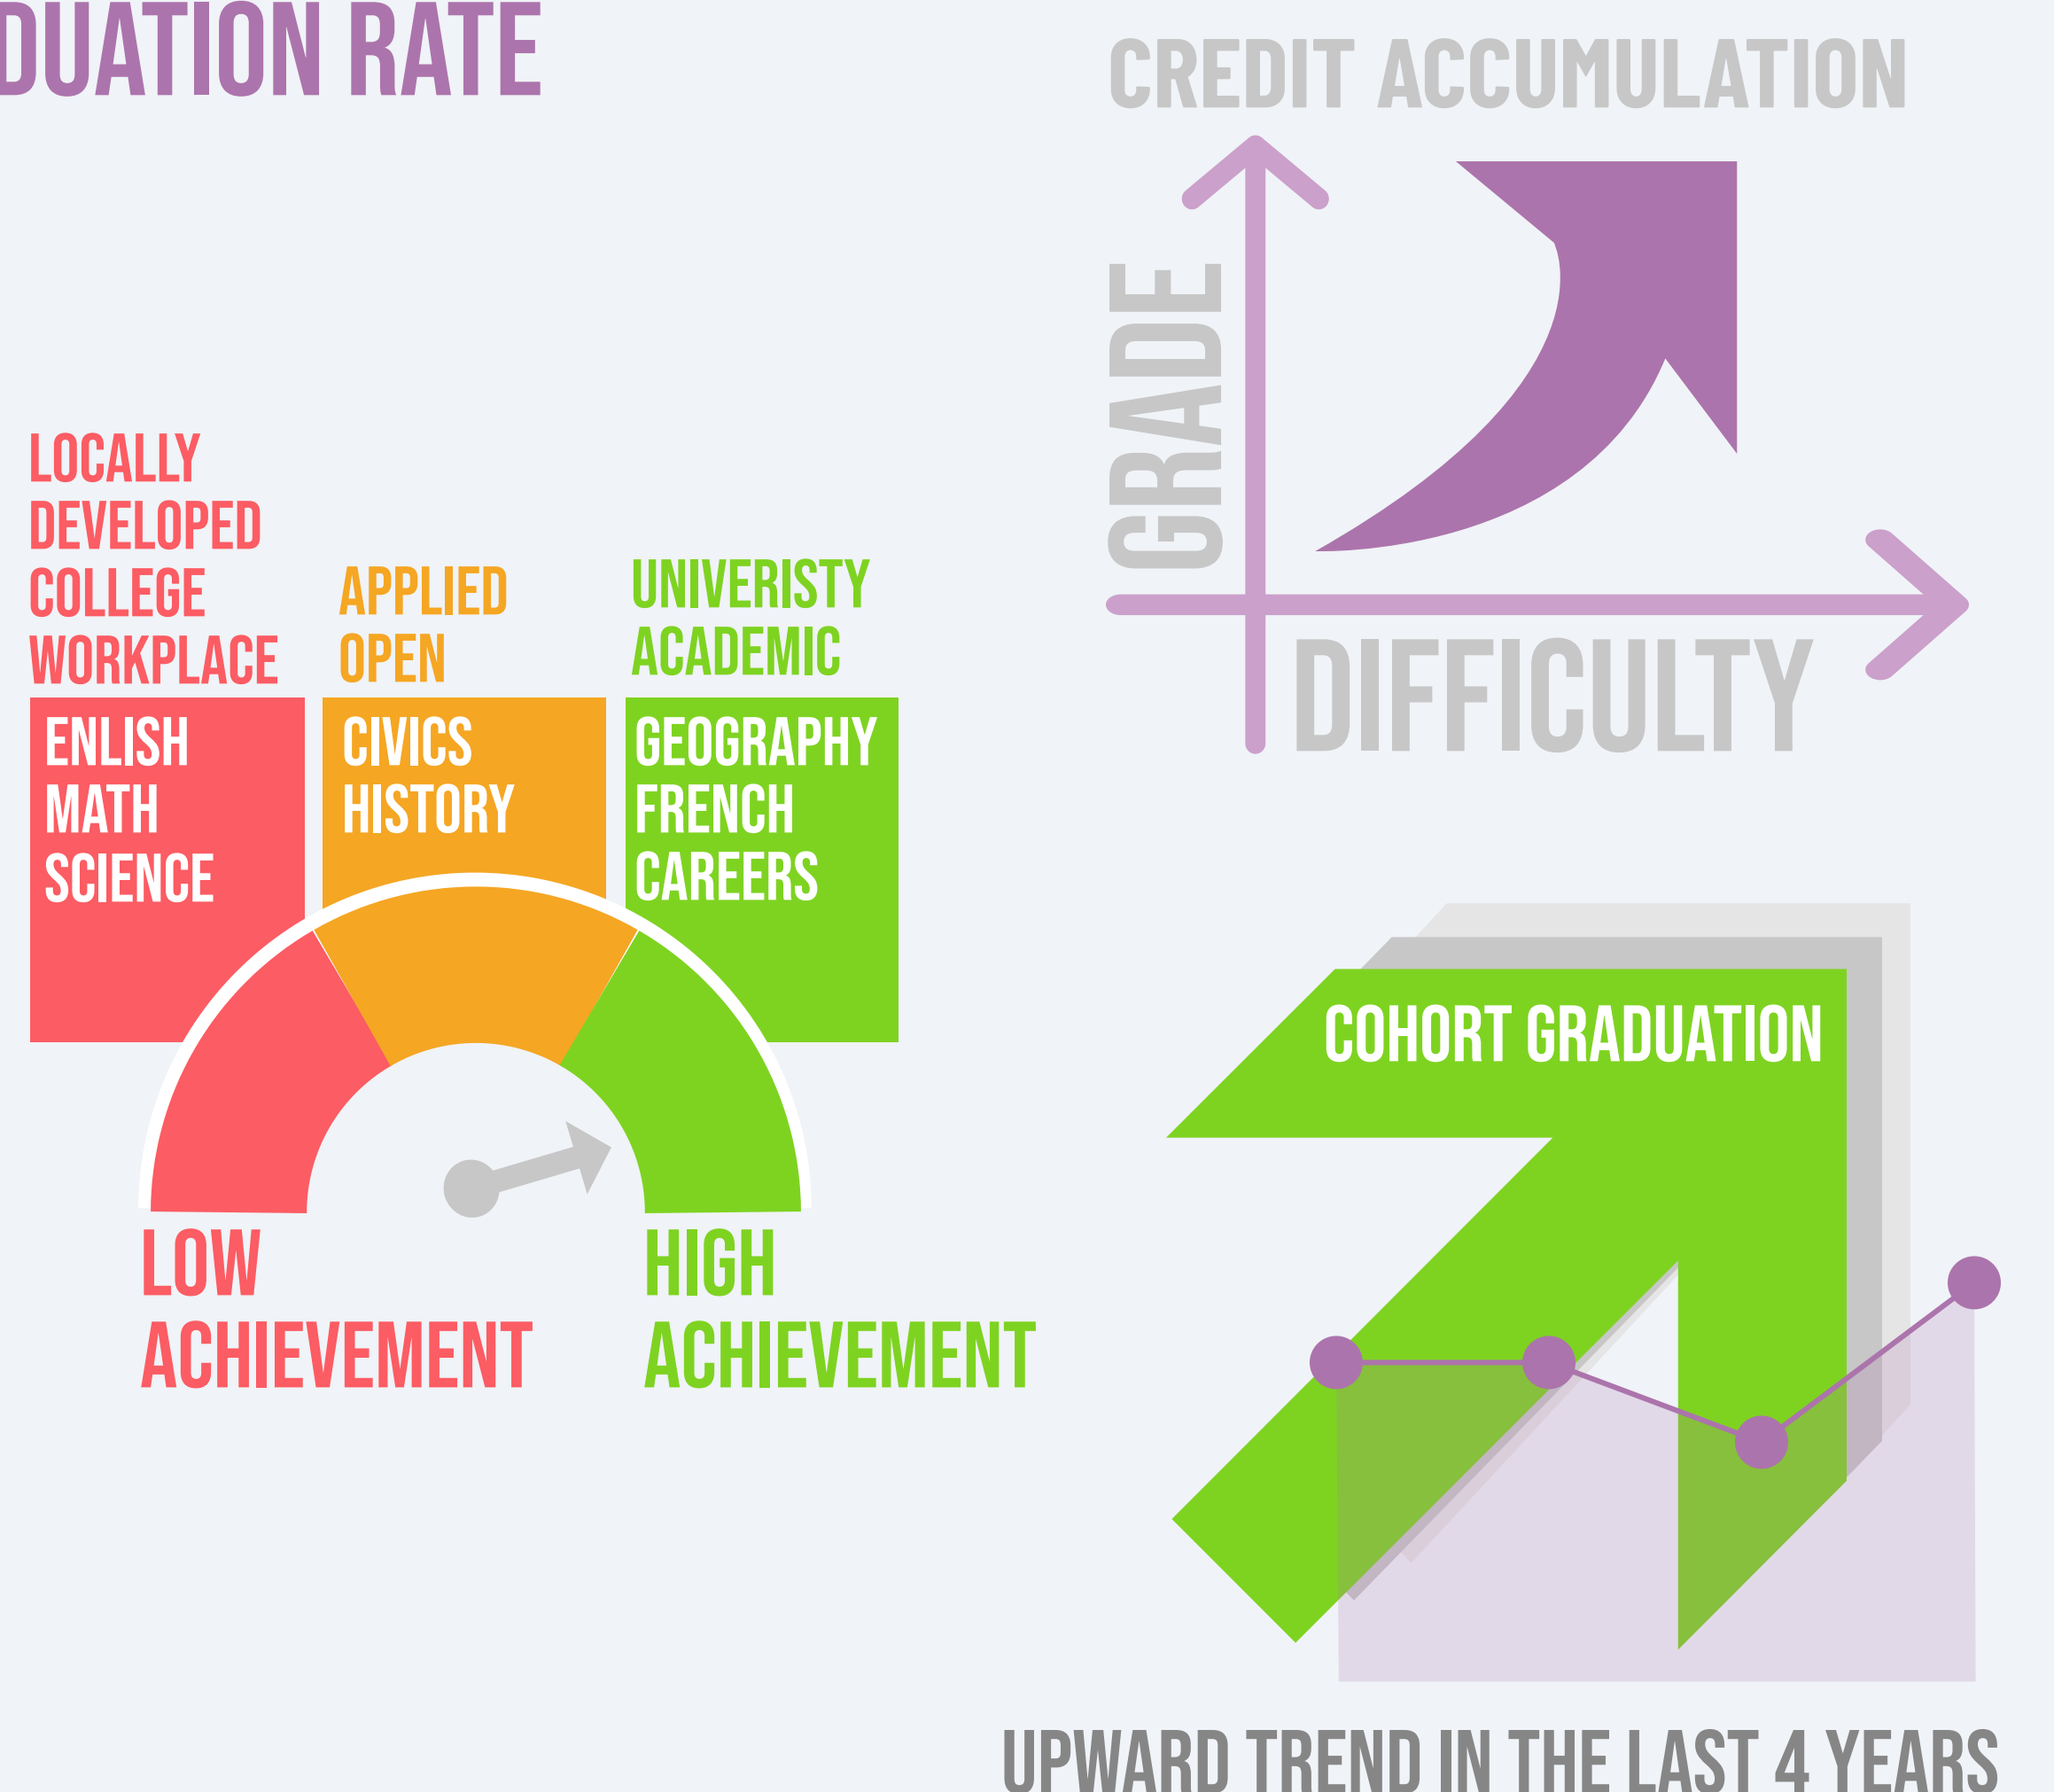 DUATION RATE
CREDIT ACCUMULATION
GRADE
DIFFICULTY
LOCALLY
DEVELOPED
COLLEGE
WORKPLACE
APPLIED
OPEN
UNIVERISTY
ACADEMIC
ENLISH
MATH
SCIENCE
CIVICS
HISTORY
GEOGRAPHY
FRENCH
CAREERS
LOW
ACHIEVEMENT
HIGH
ACHEIVEMENT
COHORT GRADUATION
UPWARD TREND IN THE LAST 4 YEARS